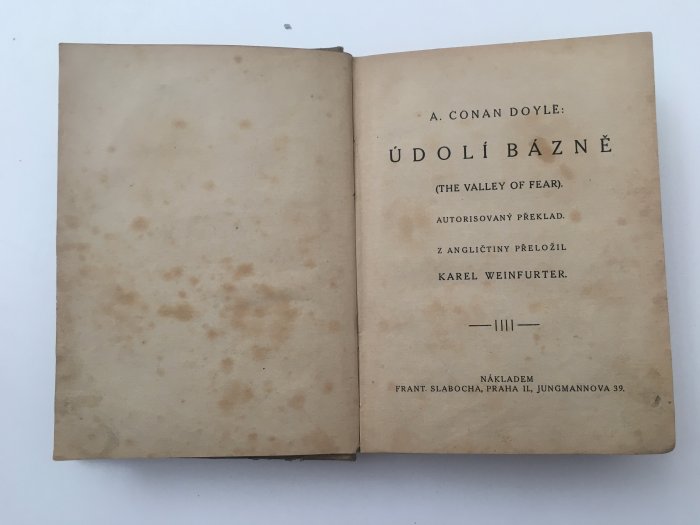 A. CONAN DOYLE:
ÚDOLÍ BÁZNĚ
(THE VALLEY OF FEAR).
AUTORISOVANÝ PŘEKLAD.
Z ANGLIČTINY PŘELOŽIL
KAREL WEINFURTER.
NÁKLADEM
FRANT. SLABOCHA, PRAHA II., JUNGMANNOVA 39.